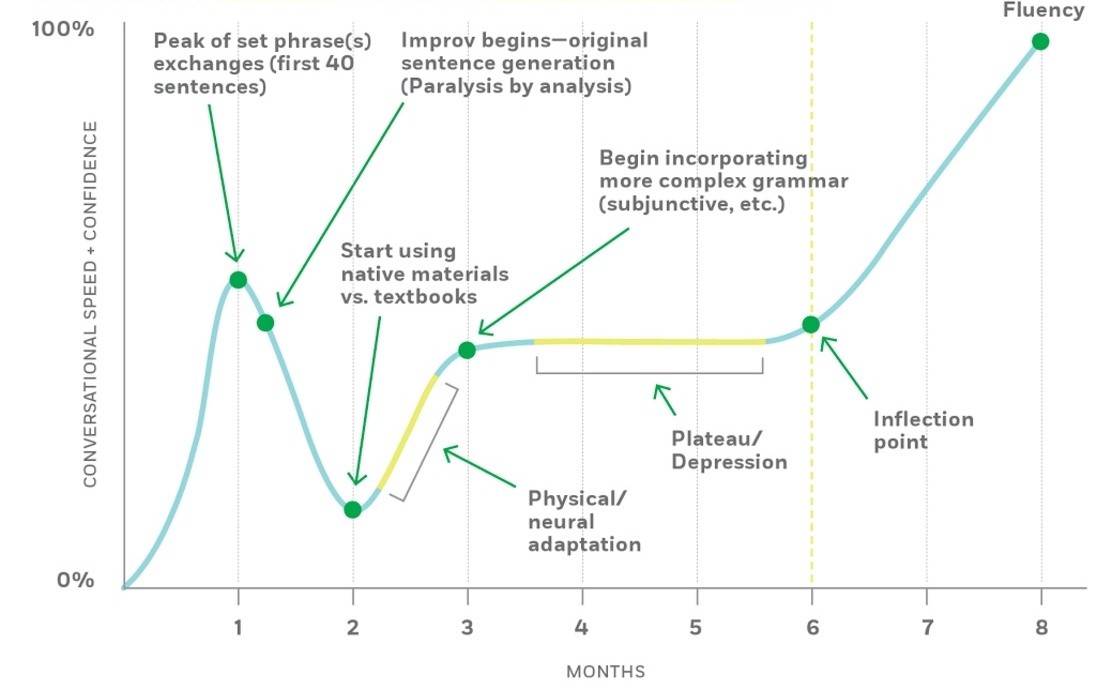 Fluency
100%
Peak of set phrase(s)
exchanges (first 40
sentences)
Improv begins—original
sentence generation
(Paralysis by analysis)
Begin incorporating
more complex grammar
(subjunctive, etc.)
Start using
native materials
vs. textbooks
CONVERSATIONAL SPEED + CONFIDENCE
Inflection
point
Plateau/
Depression
Physical/
neural
adaptation
0%
1 2 3 4 5 6 7 8
MONTHS